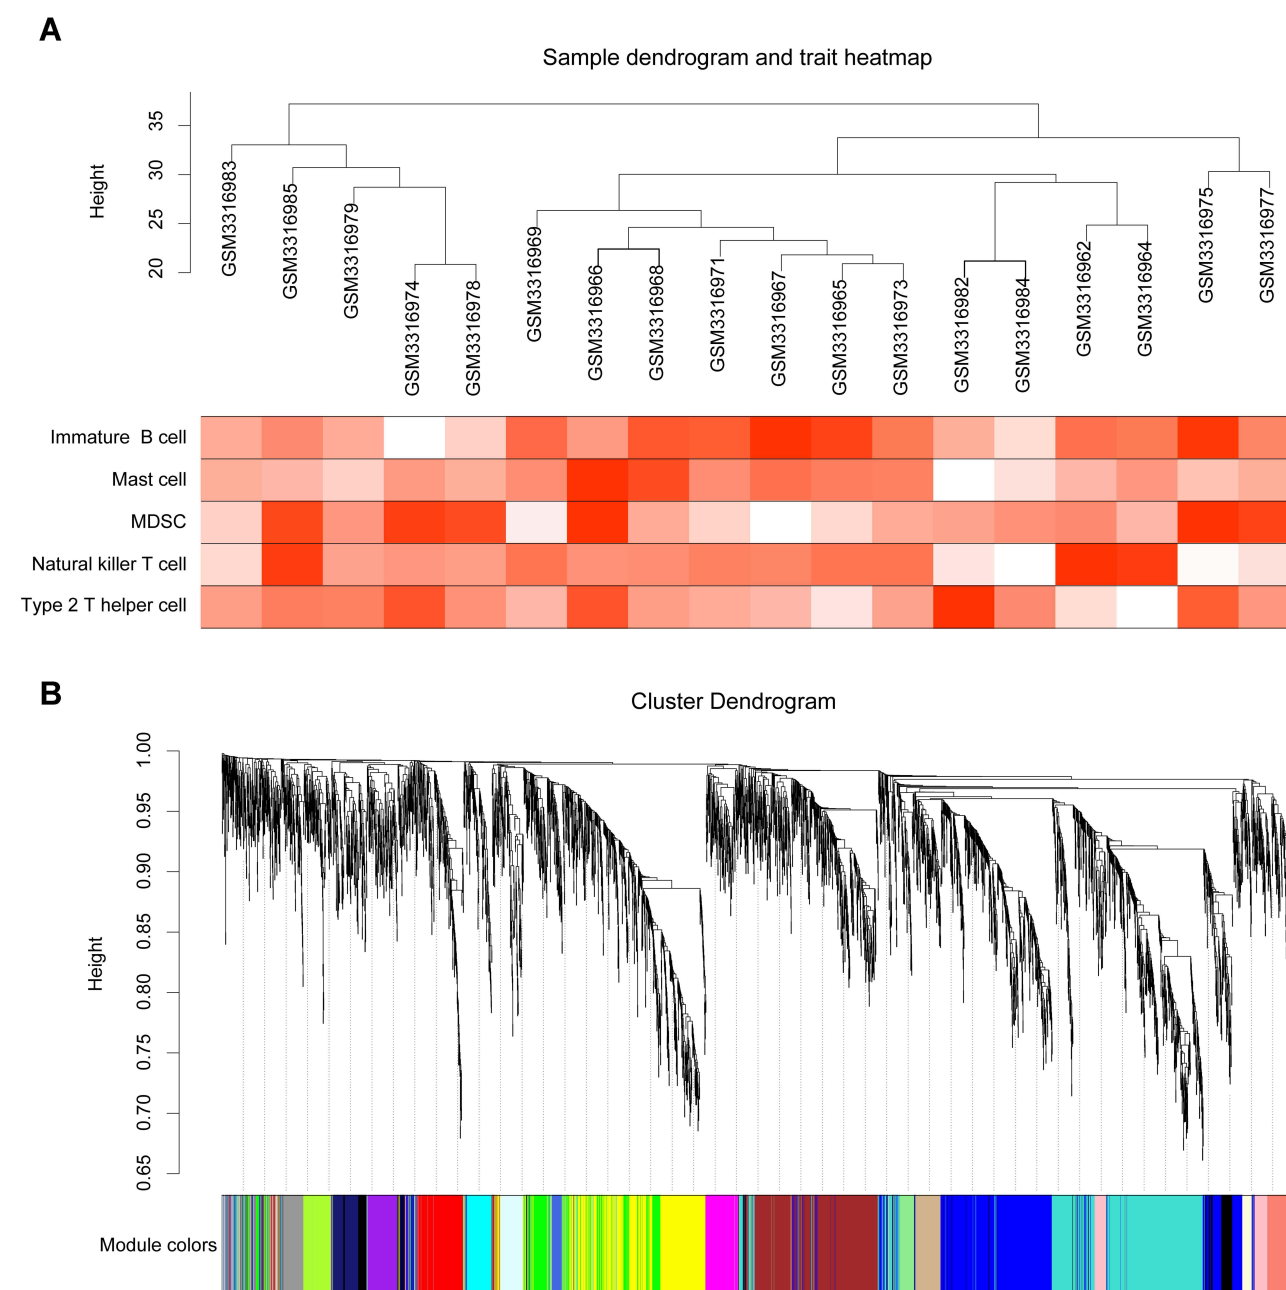 A
Sample dendrogram and trait heatmap
Height
35
30
25
20
GSM3316983
GSM3316985
GSM3316979
GSM3316974
GSM3316978
GSM3316969
GSM3316966
GSM3316968
GSM3316971
GSM3316967
GSM3316965
GSM3316973
GSM3316982
GSM3316984
GSM3316962
GSM3316964
GSM3316975
GSM3316977
Immature B cell
Mast cell
MDSC
Natural killer T cell
Type 2 T helper cell
B
Cluster Dendrogram
Height
1.00
0.95
0.90
0.85
0.80
0.75
0.70
0.65
Module colors